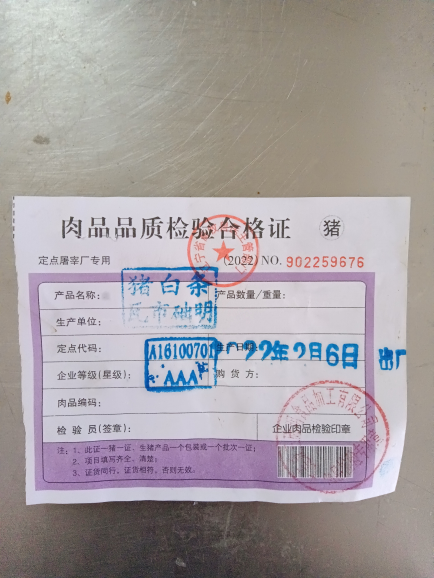 肉品品质检验合格证 猪
定点屠宰厂专用 (2022) NO. 902259676
产品名称: 产品数量/重量:
猪白条
生产单位:
定点代码: A16100701 生产日期: 22年2月6日 出厂
企业等级(星级): AAA 购货方:
肉品编码:
检验员(签章): 企业肉品检验印章
注: 1、此证一猪一证、生猪产品一个包装或一个批次一证;
2、项目填写齐全、清楚;
3、证货同行, 证货相符, 否则无效。